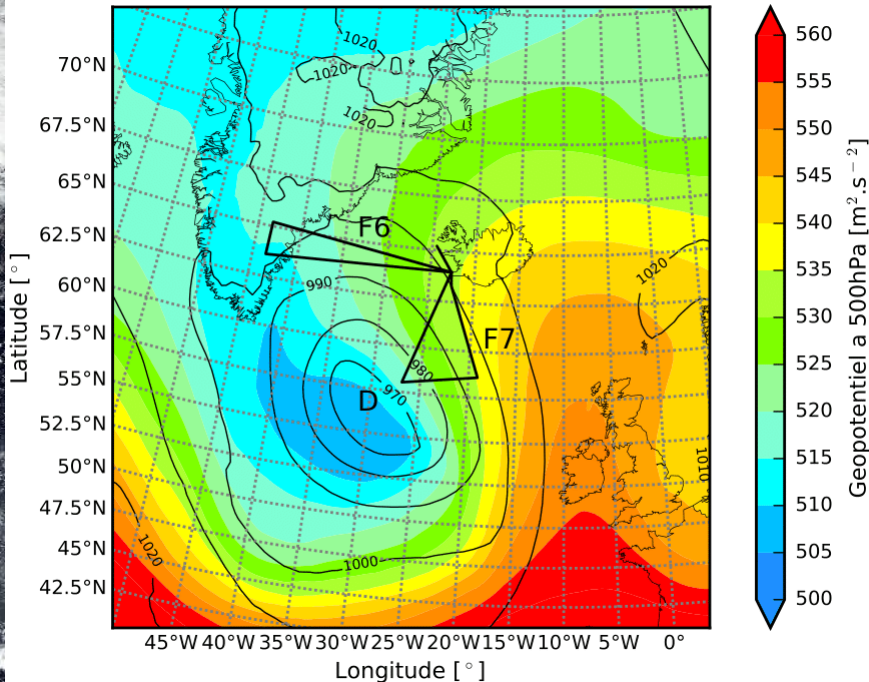 1020
1020
1020
F6
990
1020
F7
980
970
D
1010
1020
1000
70°N
67.5°N
65°N
62.5°N
60°N
57.5°N
55°N
52.5°N
50°N
47.5°N
45°N
42.5°N
Latitude [°]
45°W 40°W 35°W 30°W 25°W 20°W 15°W 10°W 5°W 0°
Longitude [°]
560
555
550
545
540
535
530
525
520
515
510
505
500
Geopotentiel a 500hPa [m².s⁻²]